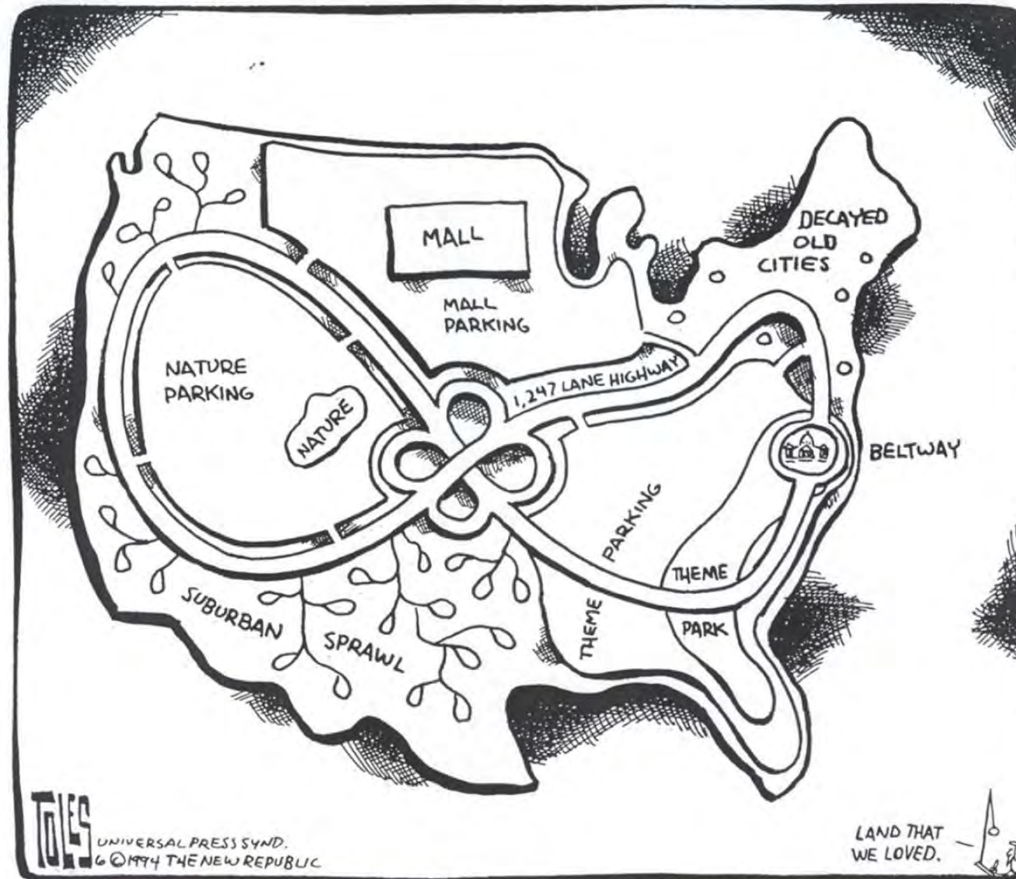 DECAYED
OLD
CITIES
MALL
MALL
PARKING
NATURE
PARKING
NATURE
1,247 LANE HIGHWAY
BELTWAY
THEME PARKING
THEME
PARK
SUBURBAN
SPRAWL
TOLES
UNIVERSAL PRESS SYND.
6 © 1994 THE NEW REPUBLIC
LAND THAT
WE LOVED.